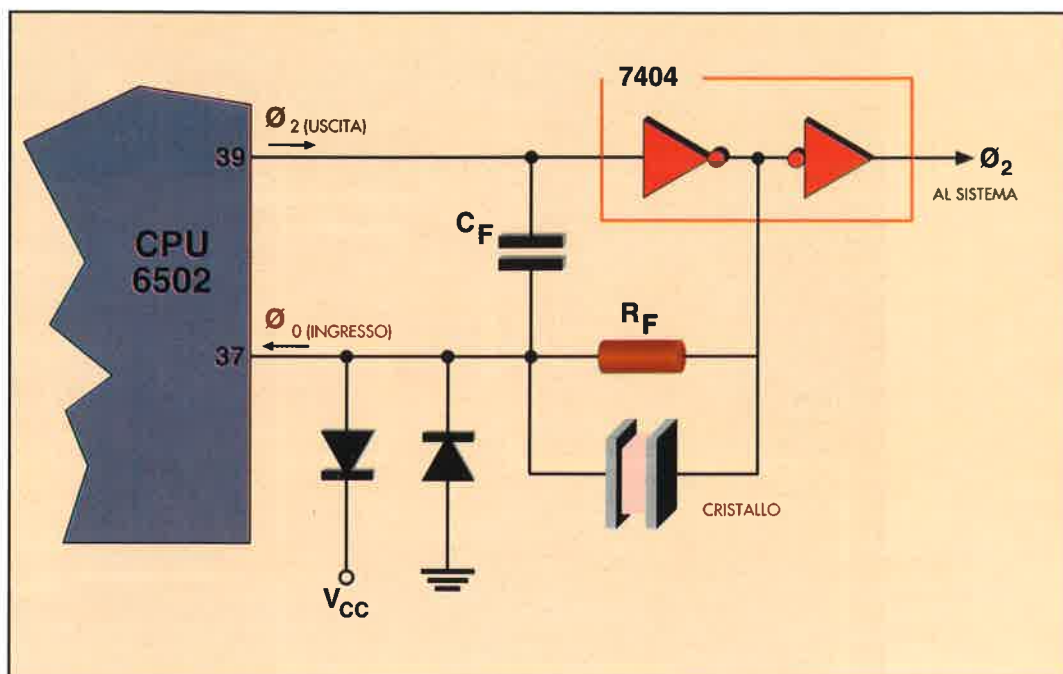 7404
Ø2 (USCITA)
39
Ø2
AL SISTEMA
CF
CPU
6502
Ø0 (INGRESSO)
RF
37
CRISTALLO
VCC